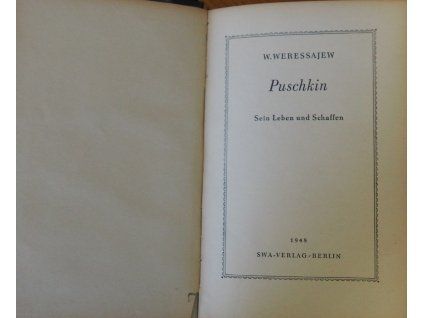 W. WERESSAJEW
Puschkin
Sein Leben und Schaffen
1948
SWA-VERLAG · BERLIN